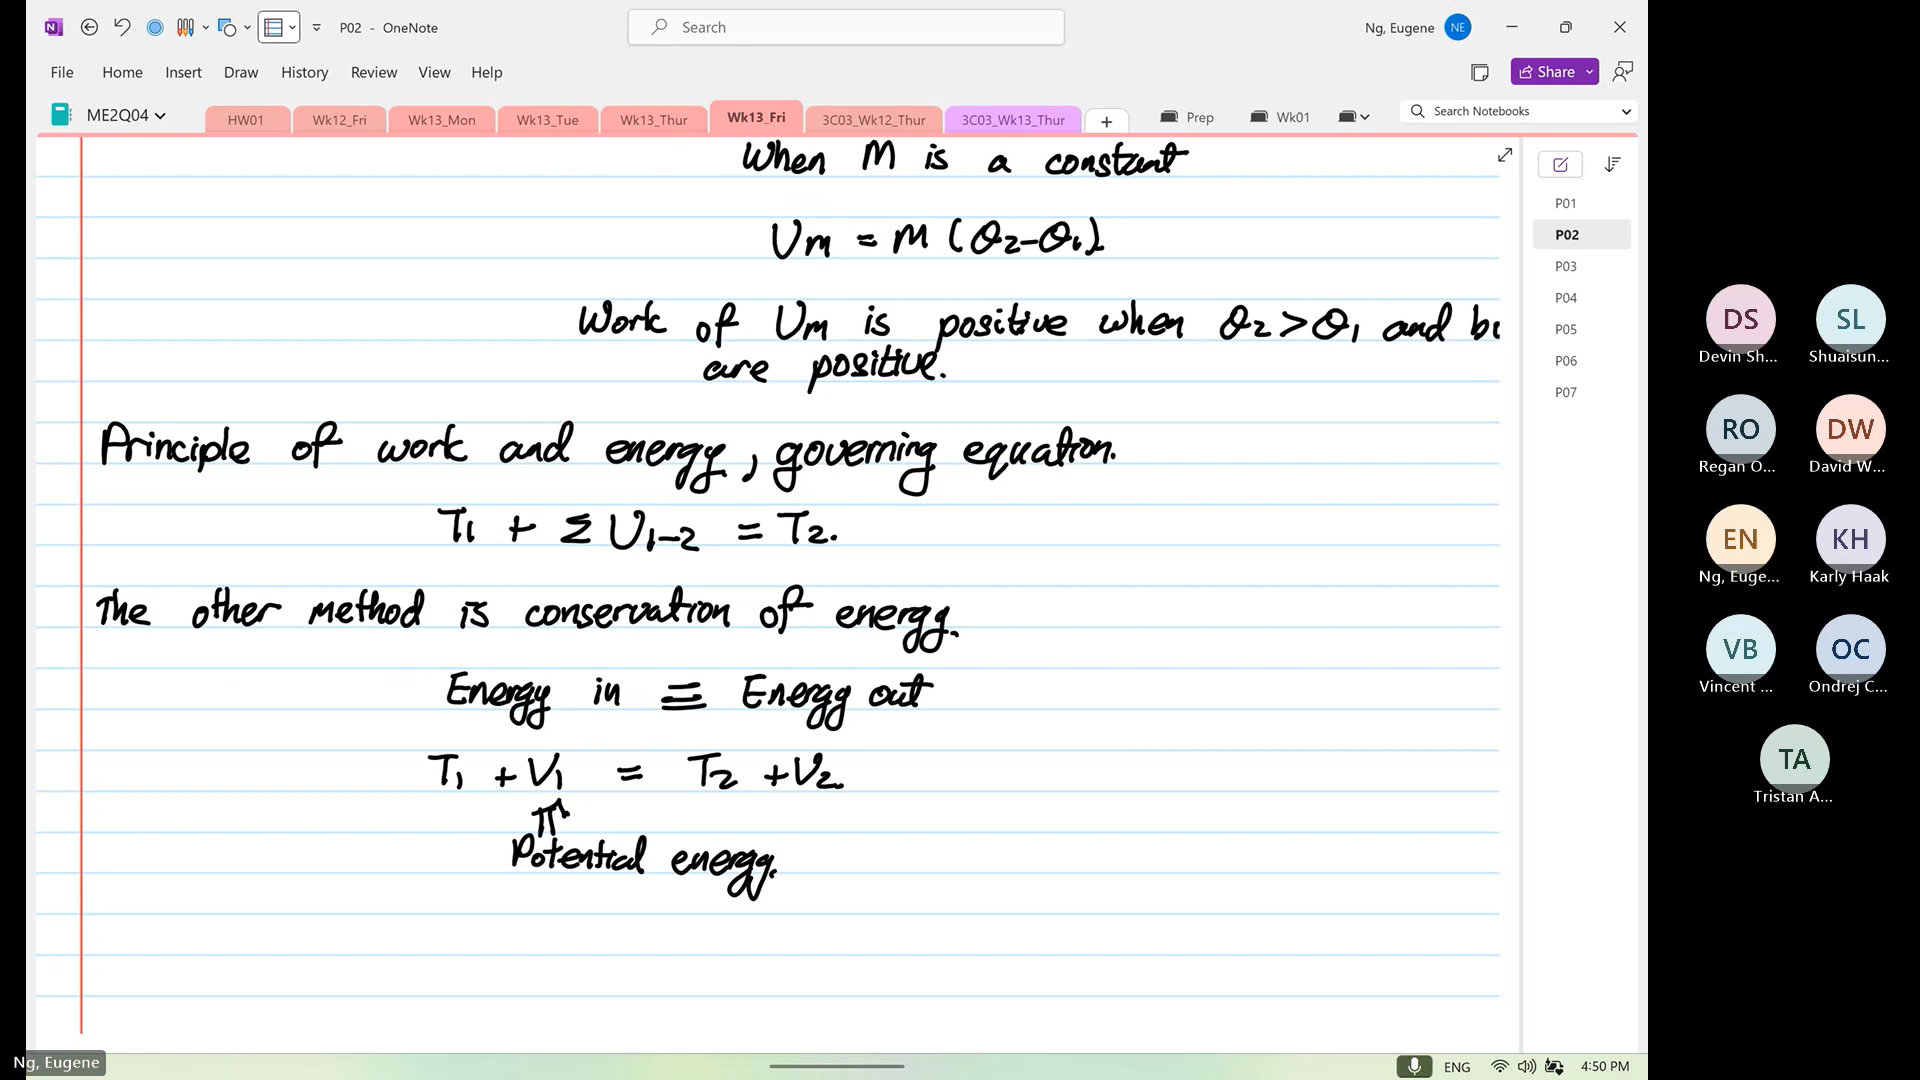 P02 - OneNote
Search
Ng, Eugene
NE
File Home Insert Draw History Review View Help
Share
ME2Q04
HW01 Wk12_Fri Wk13_Mon Wk13_Tue Wk13_Thur Wk13_Fri 3C03_Wk12_Thur 3C03_Wk13_Thur + Prep Wk01
Search Notebooks
When M is a constant
UM = M (θ2-θ1).
Work of UM is positive when θ2 > θ1 and
are positive.
Principle of work and energy, governing equation.
T1 + Σ U1-2 = T2.
The other method is conservation of energy.
Energy in ≡ Energy out
T1 + V1 = T2 + V2.
Potential energy.
P01
P02
P03
P04
P05
P06
P07
DS
Devin Sh...
SL
Shuaisun...
RO
Regan O...
DW
David W...
EN
Ng, Euge...
KH
Karly Haak
VB
Vincent ...
OC
Ondrej C...
TA
Tristan A...
Ng, Eugene
ENG
4:50 PM